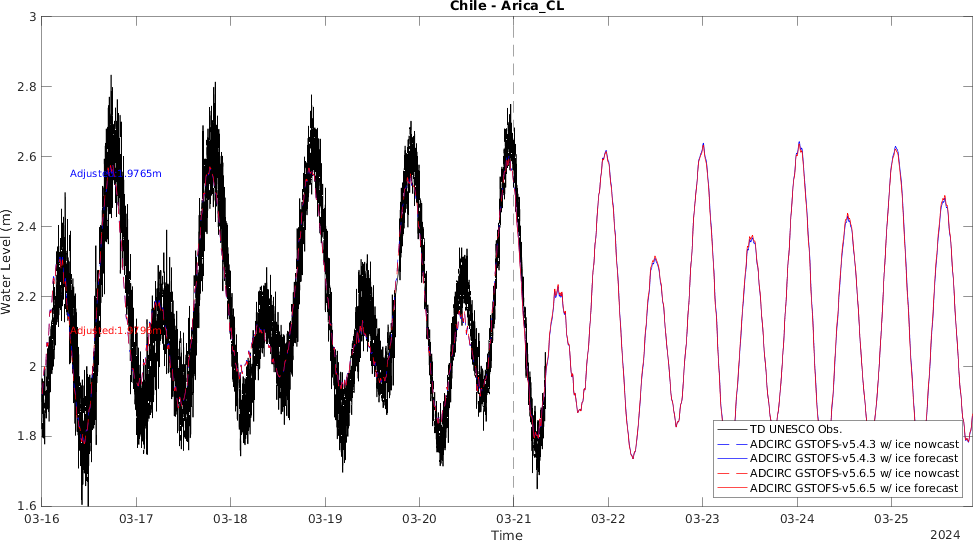 Chile - Arica_CL
3
2.8
2.6
2.4
2.2
2
1.8
1.6
Water Level (m)
Adjusted:1.9765m
TD UNESCO Obs.
ADCIRC GSTOFS-v5.4.3 w/ ice nowcast
ADCIRC GSTOFS-v5.4.3 w/ ice forecast
ADCIRC GSTOFS-v5.6.5 w/ ice nowcast
ADCIRC GSTOFS-v5.6.5 w/ ice forecast
03-16 03-17 03-18 03-19 03-20 03-21 03-22 03-23 03-24 03-25
Time
2024